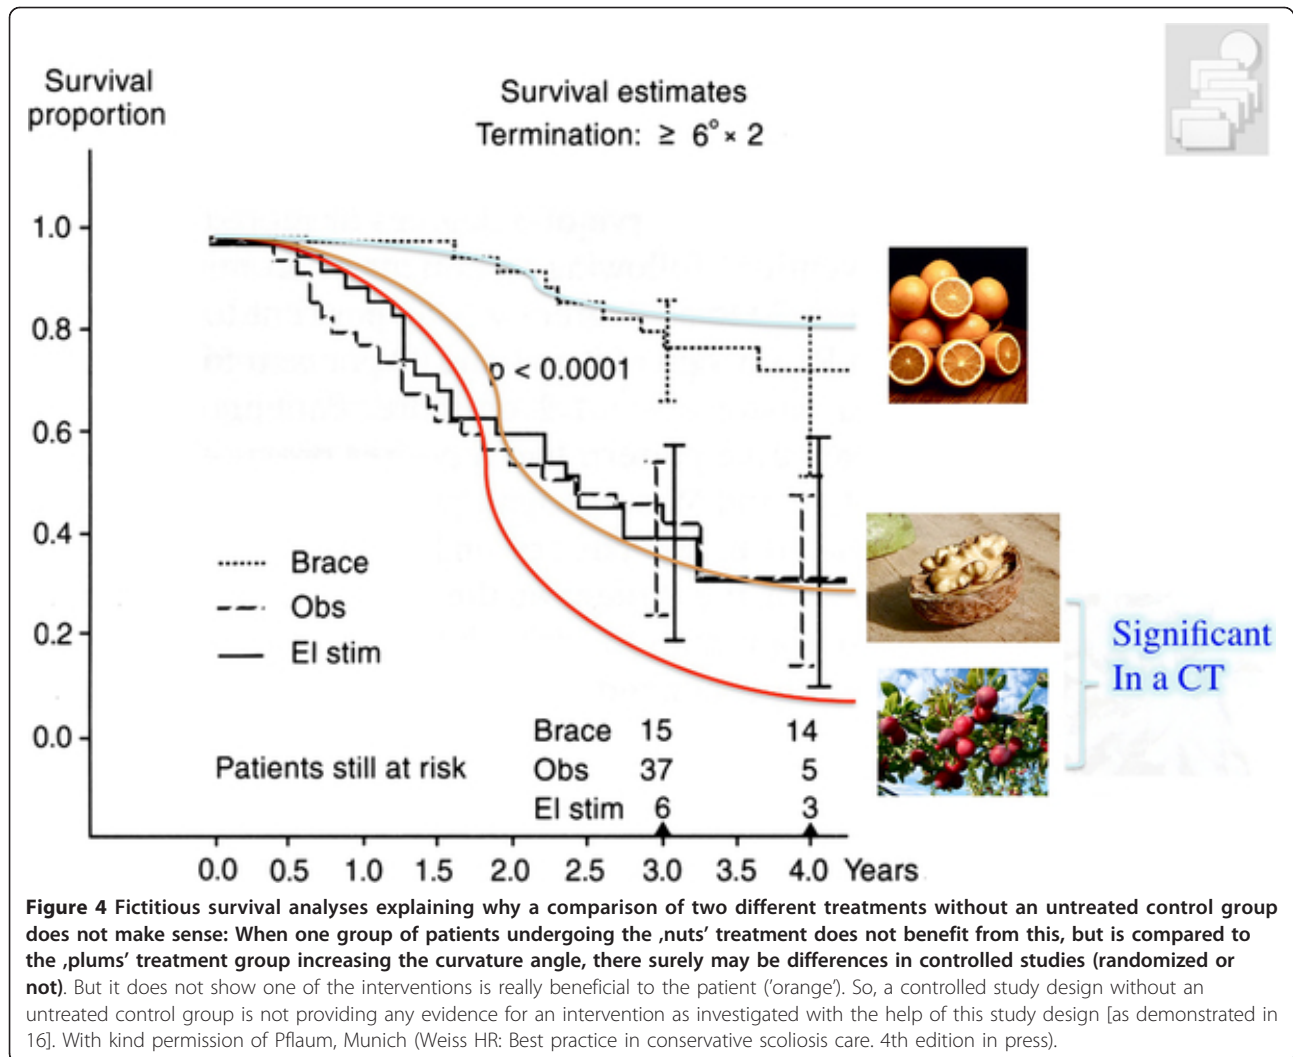 Survival
proportion
Survival estimates
Termination: ≥ 6° × 2
1.0
0.8
0.6
0.4
0.2
0.0
p < 0.0001
Brace
Obs
El stim
Significant
In a CT
Patients still at risk
Brace 15 14
Obs 37 5
El stim 6 3
0.0 0.5 1.0 1.5 2.0 2.5 3.0 3.5 4.0 Years
Figure 4 Fictitious survival analyses explaining why a comparison of two different treatments without an untreated control group
does not make sense: When one group of patients undergoing the ‚nuts’ treatment does not benefit from this, but is compared to
the ‚plums’ treatment group increasing the curvature angle, there surely may be differences in controlled studies (randomized or
not). But it does not show one of the interventions is really beneficial to the patient (‘orange’). So, a controlled study design without an
untreated control group is not providing any evidence for an intervention as investigated with the help of this study design [as demonstrated in
16]. With kind permission of Pflaum, Munich (Weiss HR: Best practice in conservative scoliosis care. 4th edition in press).